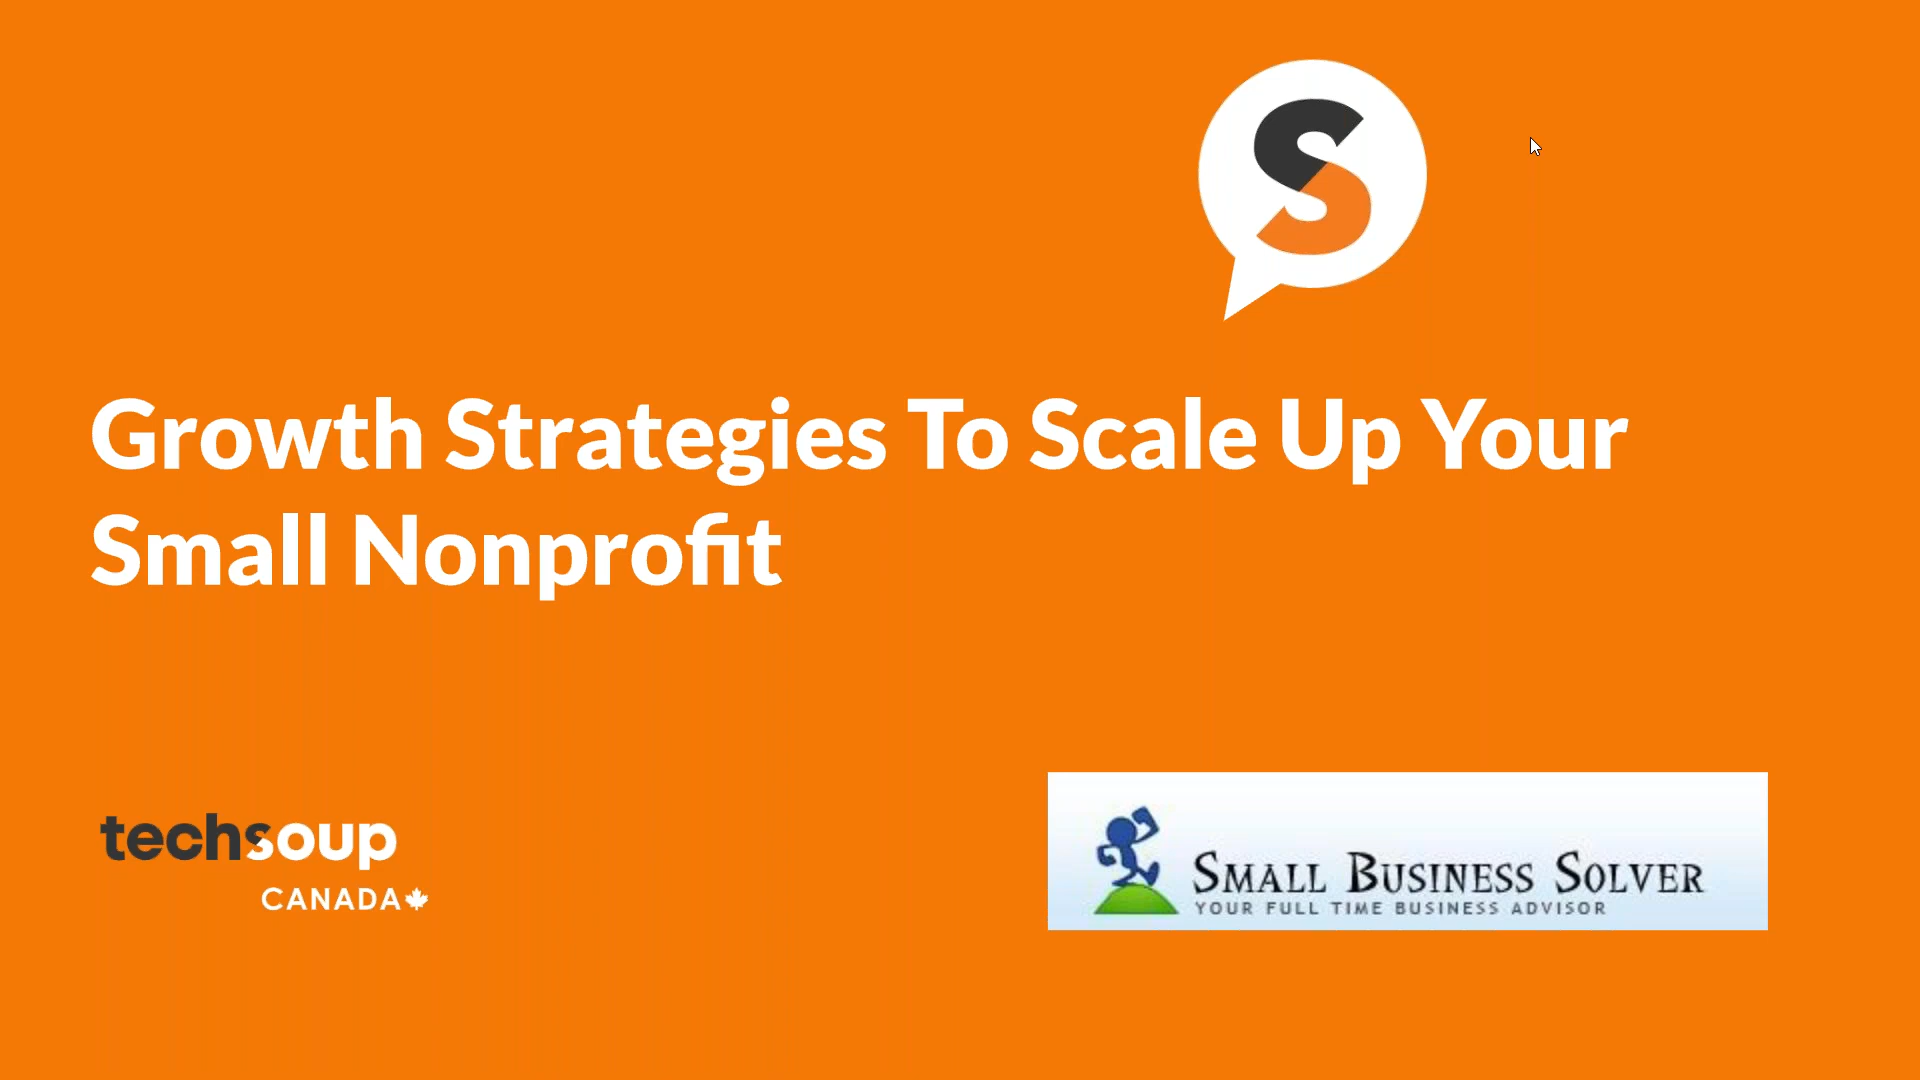 S
Growth Strategies To Scale Up Your
Small Nonprofit
techsoup
CANADA
SMALL BUSINESS SOLVER
YOUR FULL TIME BUSINESS ADVISOR